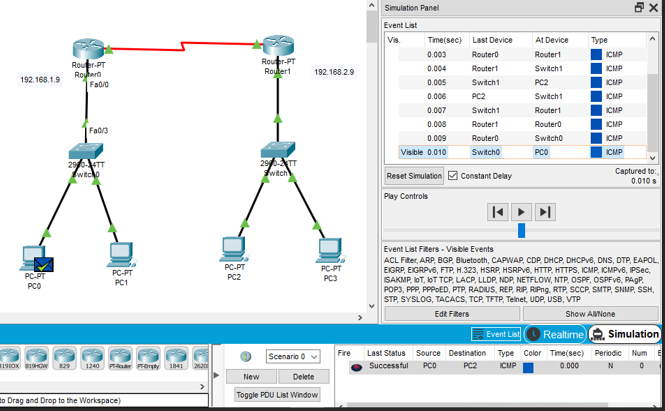 Simulation Panel
Event List
Vis. Time(sec) Last Device At Device Type
0.003 Router0 Router1 ICMP
0.004 Router1 Switch1 ICMP
0.005 Switch1 PC2 ICMP
0.006 PC2 Switch1 ICMP
0.007 Switch1 Router1 ICMP
0.008 Router1 Router0 ICMP
0.009 Router0 Switch0 ICMP
Visible 0.010 Switch0 PC0 ICMP
Reset Simulation Constant Delay Captured to:
0.010 s
Play Controls
Event List Filters - Visible Events
ACL Filter, ARP, BGP, Bluetooth, CAPWAP, CDP, DHCP, DHCPv6, DNS, DTP, EAPOL,
EIGRP, EIGRPv6, FTP, H.323, HSRP, HSRPv6, HTTP, HTTPS, ICMP, ICMPv6, IPSec,
ISAKMP, IoT, IoT TCP, LACP, LLDP, NDP, NETFLOW, NTP, OSPF, OSPFv6, PAgP,
POP3, PPP, PPPoED, PTP, RADIUS, REP, RIP, RIPng, RTP, SCCP, SMTP, SNMP, SSH,
STP, SYSLOG, TACACS, TCP, TFTP, Telnet, UDP, USB, VTP
Edit Filters Show All/None
Event List Realtime Simulation
Router-PT
Router0
192.168.1.9
Fa0/0
Fa0/3
2960-24TT
Switch0
PC-PT
PC0
PC-PT
PC1
Router-PT
Router1
192.168.2.9
2960-24TT
PC-PT
PC2
PC-PT
PC3
819IOX 819HGW 829 1240 PT-Router PT-Empty 1841 2620
to Drag and Drop to the Workspace)
Scenario 0
New Delete
Toggle PDU List Window
Fire Last Status Source Destination Type Color Time(sec) Periodic Num E
Successful PC0 PC2 ICMP 0.000 N 0